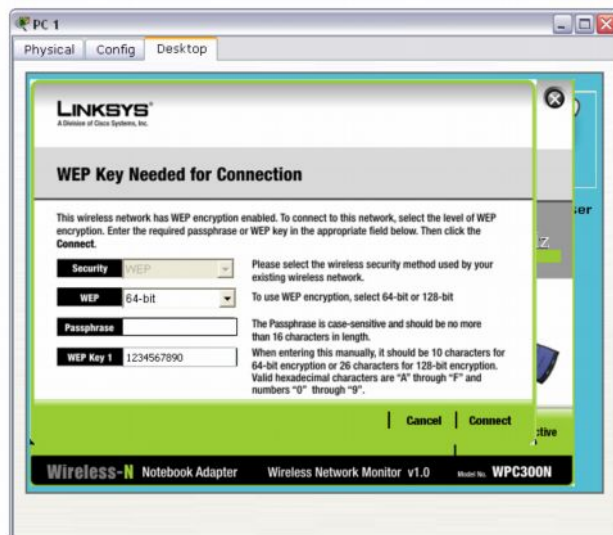 PC 1
Physical Config Desktop
LINKSYS®
A Division of Cisco Systems, Inc.
WEP Key Needed for Connection
This wireless network has WEP encryption enabled. To connect to this network, select the level of WEP
encryption. Enter the required passphrase or WEP key in the appropriate field below. Then click the
Connect.
Security WEP Please select the wireless security method used by your
existing wireless network.
WEP 64-bit To use WEP encryption, select 64-bit or 128-bit
Passphrase The Passphrase is case-sensitive and should be no more
than 16 characters in length.
WEP Key 1 1234567890 When entering this manually, it should be 10 characters for
64-bit encryption or 26 characters for 128-bit encryption.
Valid hexadecimal characters are "A" through "F" and
numbers "0" through "9".
Cancel Connect
Wireless-N Notebook Adapter Wireless Network Monitor v1.0 Model No. WPC300N